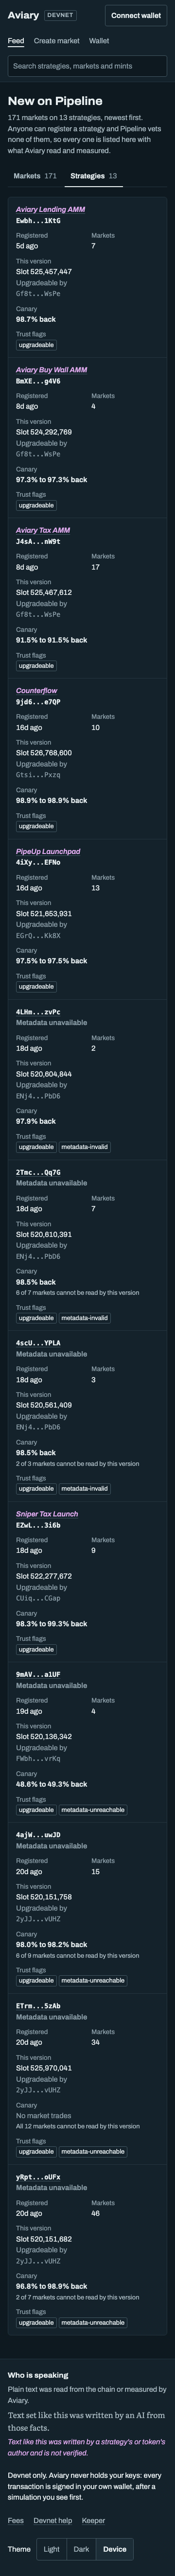 Aviary DEVNET Connect wallet
Feed Create market Wallet
Search strategies, markets and mints
New on Pipeline
171 markets on 13 strategies, newest first.
Anyone can register a strategy and Pipeline vets
none of them, so every one is listed here with
what Aviary read and measured.
Markets 171 Strategies 13
Aviary Lending AMM
Ewbh...1KtG
Registered Markets
5d ago 7
This version
Slot 525,457,447
Upgradeable by
Gf8t...WsPe
Canary
98.7% back
Trust flags
upgradeable
Aviary Buy Wall AMM
BmXE...g4V6
Registered Markets
8d ago 4
This version
Slot 524,292,769
Upgradeable by
Gf8t...WsPe
Canary
97.3% to 97.3% back
Trust flags
upgradeable
Aviary Tax AMM
J4sA...nW9t
Registered Markets
8d ago 17
This version
Slot 525,467,612
Upgradeable by
Gf8t...WsPe
Canary
91.5% to 91.5% back
Trust flags
upgradeable
Counterflow
9jd6...e7QP
Registered Markets
16d ago 10
This version
Slot 526,768,600
Upgradeable by
Gtsi...Pxzq
Canary
98.9% to 98.9% back
Trust flags
upgradeable
PipeUp Launchpad
4iXy...EFNo
Registered Markets
16d ago 13
This version
Slot 521,653,931
Upgradeable by
EGrQ...Kk8X
Canary
97.5% to 97.5% back
Trust flags
upgradeable
4LHm...zvPc
Metadata unavailable
Registered Markets
18d ago 2
This version
Slot 520,604,844
Upgradeable by
ENj4...PbD6
Canary
97.9% back
Trust flags
upgradeable metadata-invalid
2Tmc...Qq7G
Metadata unavailable
Registered Markets
18d ago 7
This version
Slot 520,610,391
Upgradeable by
ENj4...PbD6
Canary
98.5% back
6 of 7 markets cannot be read by this version
Trust flags
upgradeable metadata-invalid
4scU...YPLA
Metadata unavailable
Registered Markets
18d ago 3
This version
Slot 520,561,409
Upgradeable by
ENj4...PbD6
Canary
98.5% back
2 of 3 markets cannot be read by this version
Trust flags
upgradeable metadata-invalid
Sniper Tax Launch
EZwL...3i6b
Registered Markets
18d ago 9
This version
Slot 522,277,672
Upgradeable by
CUiq...CGap
Canary
98.3% to 99.3% back
Trust flags
upgradeable
9mAV...a1UF
Metadata unavailable
Registered Markets
19d ago 4
This version
Slot 520,136,342
Upgradeable by
FWbh...vrKq
Canary
48.6% to 49.3% back
Trust flags
upgradeable metadata-unreachable
4ajW...uwJD
Metadata unavailable
Registered Markets
20d ago 15
This version
Slot 520,151,758
Upgradeable by
2yJJ...vUHZ
Canary
98.0% to 98.2% back
6 of 9 markets cannot be read by this version
Trust flags
upgradeable metadata-unreachable
ETrm...5zAb
Metadata unavailable
Registered Markets
20d ago 34
This version
Slot 525,970,041
Upgradeable by
2yJJ...vUHZ
Canary
No market trades
All 12 markets cannot be read by this version
Trust flags
upgradeable metadata-unreachable
yRpt...oUFx
Metadata unavailable
Registered Markets
20d ago 46
This version
Slot 520,151,682
Upgradeable by
2yJJ...vUHZ
Canary
96.8% to 98.9% back
2 of 7 markets cannot be read by this version
Trust flags
upgradeable metadata-unreachable
Who is speaking
Plain text was read from the chain or measured by
Aviary.
Text set like this was written by an AI from
those facts.
Text like this was written by a strategy's or token's
author and is not verified.
Devnet only. Aviary never holds your keys: every
transaction is signed in your own wallet, after a
simulation you see first.
Fees Devnet help Keeper
Theme Light Dark Device